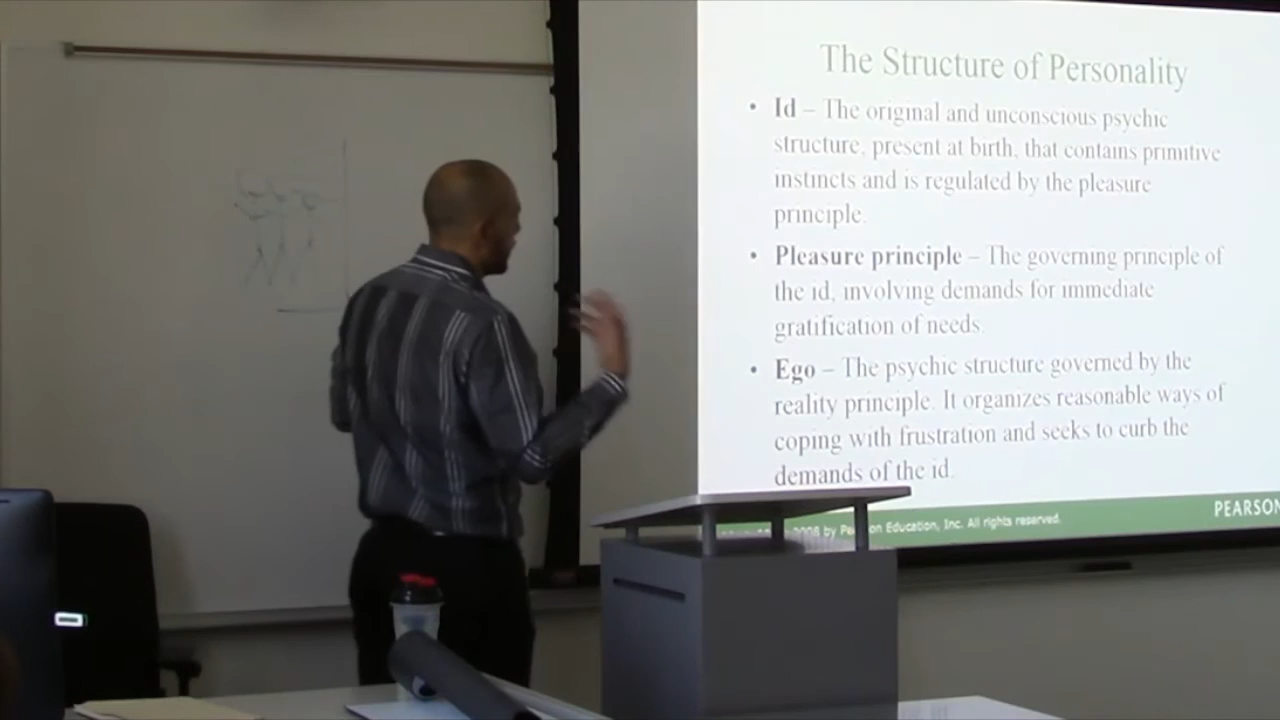 The Structure of Personality
• Id – The original and unconscious psychic
structure, present at birth, that contains primitive
instincts and is regulated by the pleasure
principle.
• Pleasure principle – The governing principle of
the id, involving demands for immediate
gratification of needs.
• Ego – The psychic structure governed by the
reality principle. It organizes reasonable ways of
coping with frustration and seeks to curb the
demands of the id.
2008 by Education, Inc. All rights reserved.
PEARSON